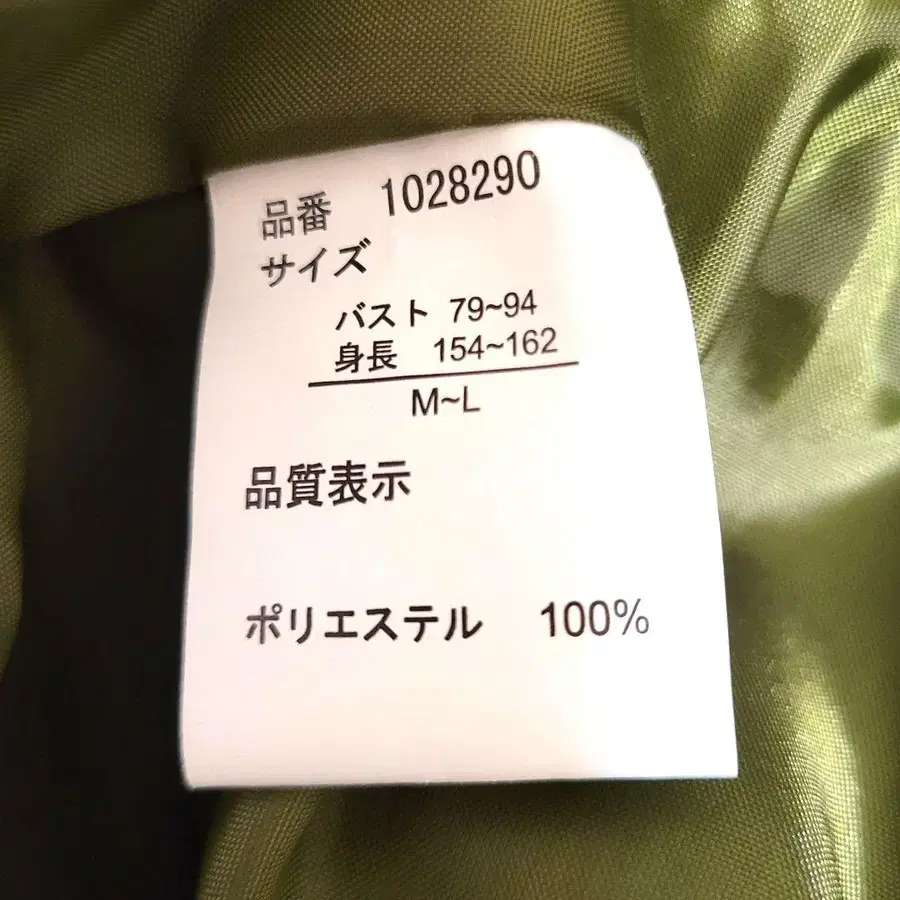 品番 1028290
サイズ
バスト 79~94
身長 154~162
M~L
品質表示
ポリエステル 100%